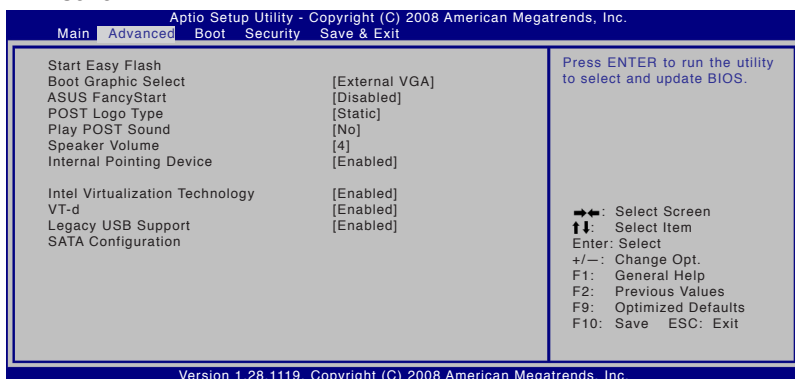 Aptio Setup Utility - Copyright (C) 2008 American Megatrends, Inc.
Main Advanced Boot Security Save & Exit
Start Easy Flash
Boot Graphic Select [External VGA]
ASUS FancyStart [Disabled]
POST Logo Type [Static]
Play POST Sound [No]
Speaker Volume [4]
Internal Pointing Device [Enabled]
Intel Virtualization Technology [Enabled]
VT-d [Enabled]
Legacy USB Support [Enabled]
SATA Configuration
Press ENTER to run the utility
to select and update BIOS.
→←: Select Screen
↑↓: Select Item
Enter: Select
+/—: Change Opt.
F1: General Help
F2: Previous Values
F9: Optimized Defaults
F10: Save ESC: Exit
Version 1.28.1119. Copyright (C) 2008 American Megatrends, Inc.